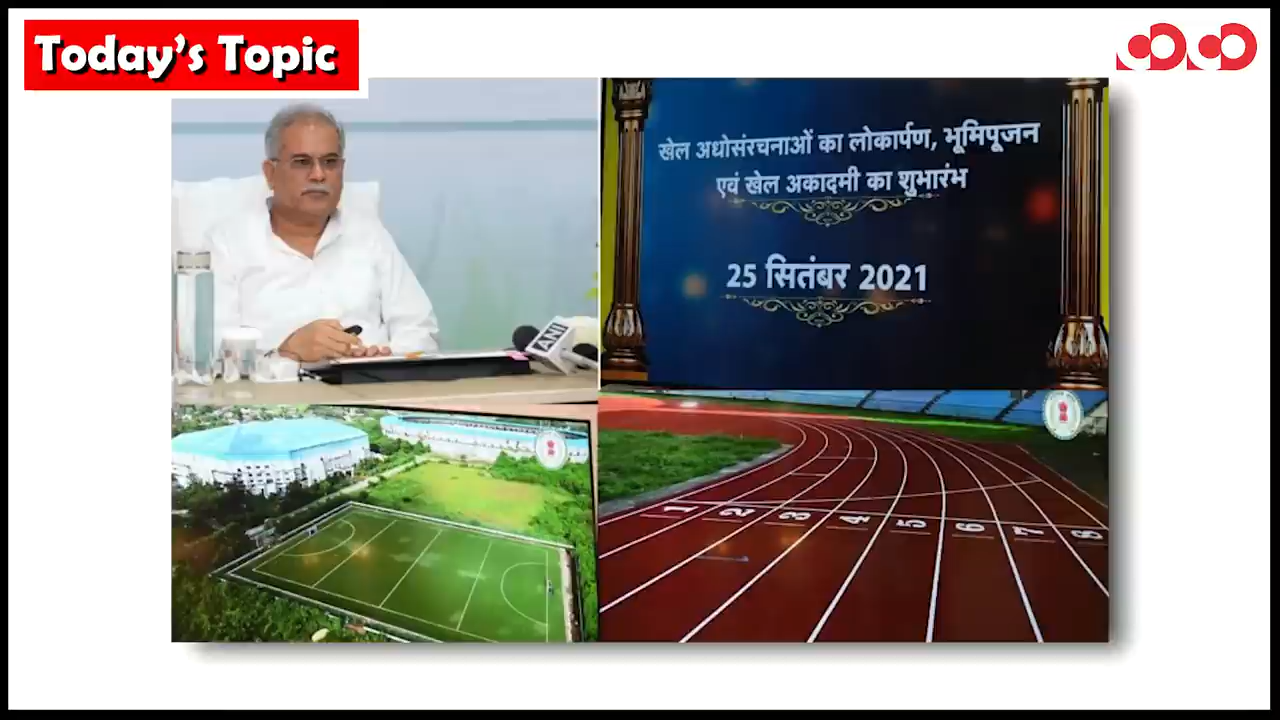 Today's Topic
खेल अधोसंरचनाओं का लोकार्पण, भूमिपूजन
एवं खेल अकादमी का शुभारंभ
25 सितंबर 2021
ANI
1 2 3 4 5 6 7 8